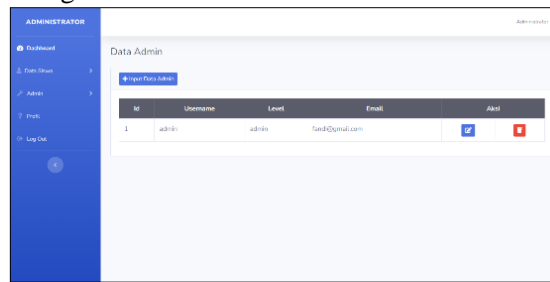 ADMINISTRATOR
Administrator
Dashboard
Data Siswa
Admin
Profil
Log Out
Data Admin
Input Data Admin
Id Username Level Email Aksi
1 admin admin fandi@gmail.com